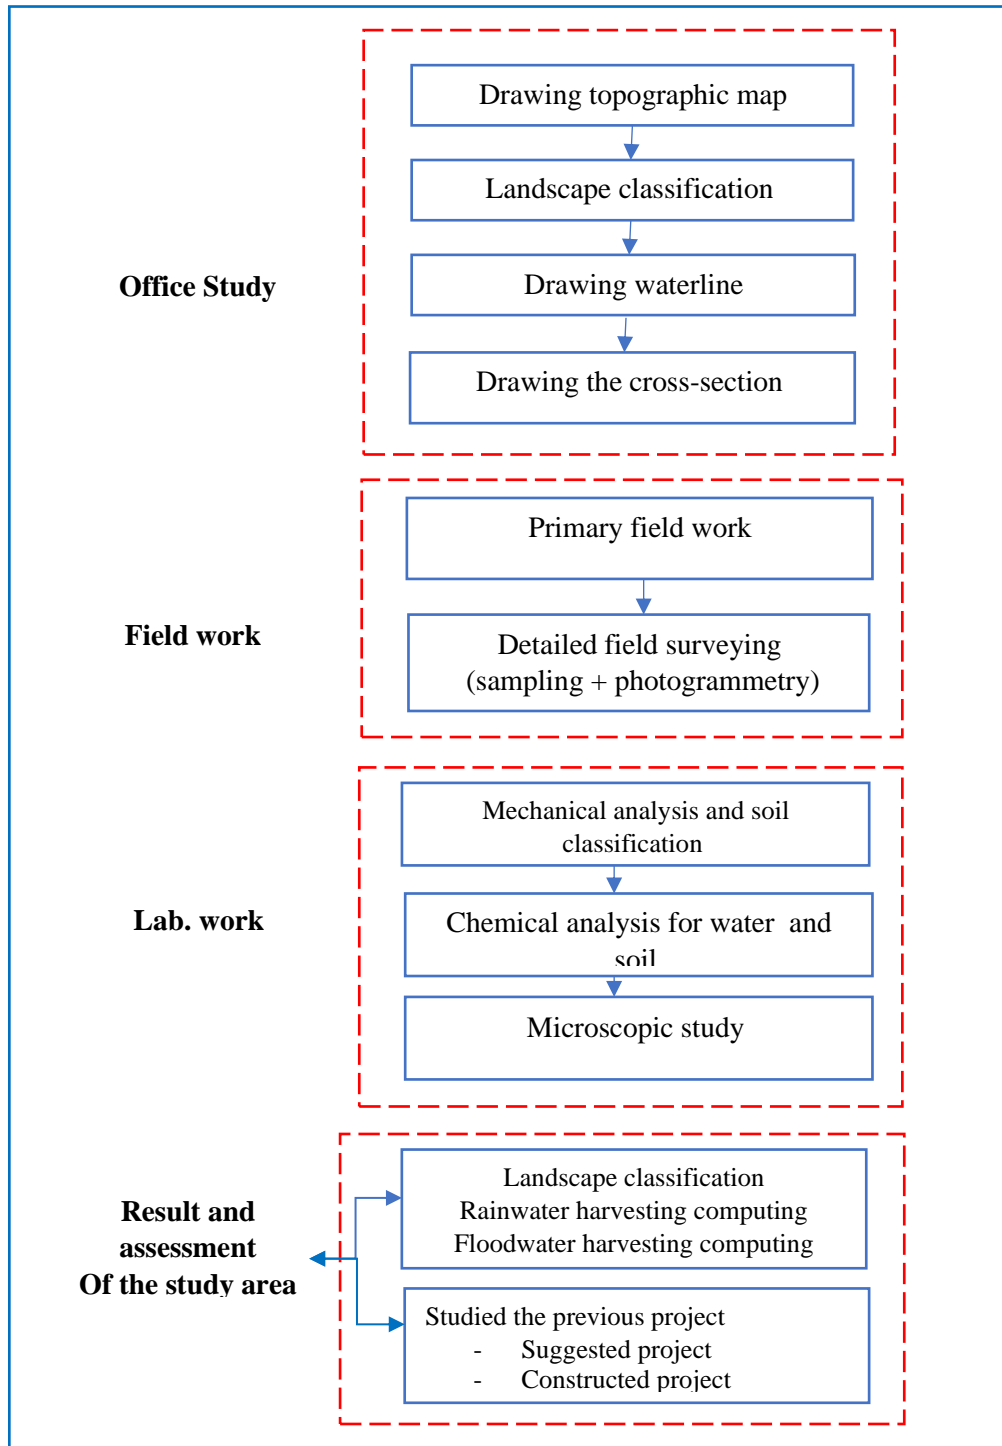 Drawing topographic map
Landscape classification
Office Study
Drawing waterline
Drawing the cross-section
Primary field work
Field work
Detailed field surveying
(sampling + photogrammetry)
Mechanical analysis and soil
classification
Lab. work
Chemical analysis for water and
soil
Microscopic study
Result and
assessment
Of the study area
Landscape classification
Rainwater harvesting computing
Floodwater harvesting computing
Studied the previous project
- Suggested project
- Constructed project